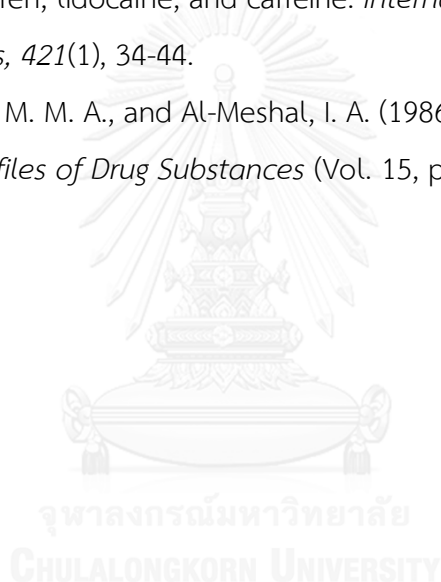 ren, lidocaine, and caffeine. Intern
s, 421(1), 34-44.
M. M. A., and Al-Meshal, I. A. (1986
files of Drug Substances (Vol. 15, p
จุฬาลงกรณ์มหาวิทยาลัย
CHULALONGKORN UNIVERSITY